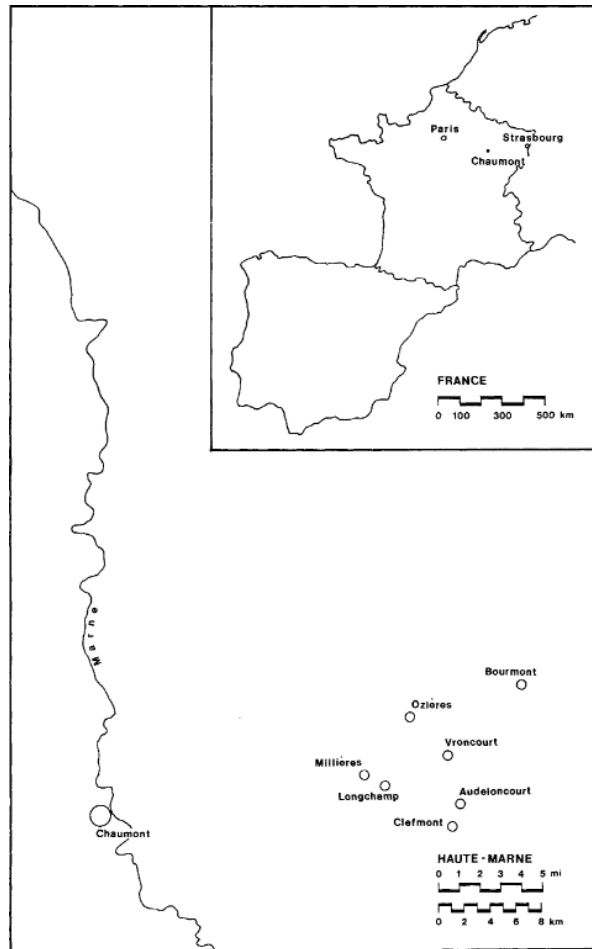 Paris
Strasbourg
Chaumont
FRANCE
0 100 300 500 km
Marne
Bourmont
Ozières
Vroncourt
Millières
Longchamp
Audeloncourt
Clefmont
Chaumont
HAUTE-MARNE
0 1 2 3 4 5 mi
0 2 4 6 8 km